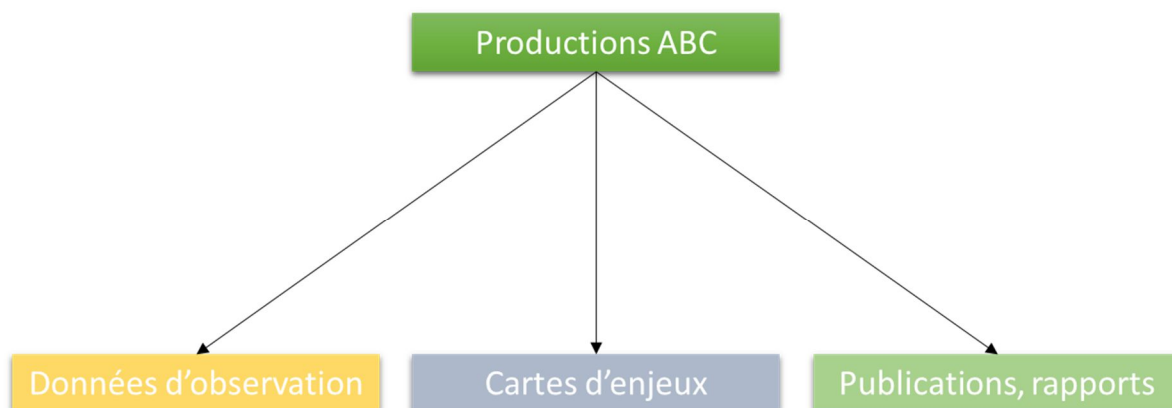 Productions ABC
Données d’observation
Cartes d’enjeux
Publications, rapports